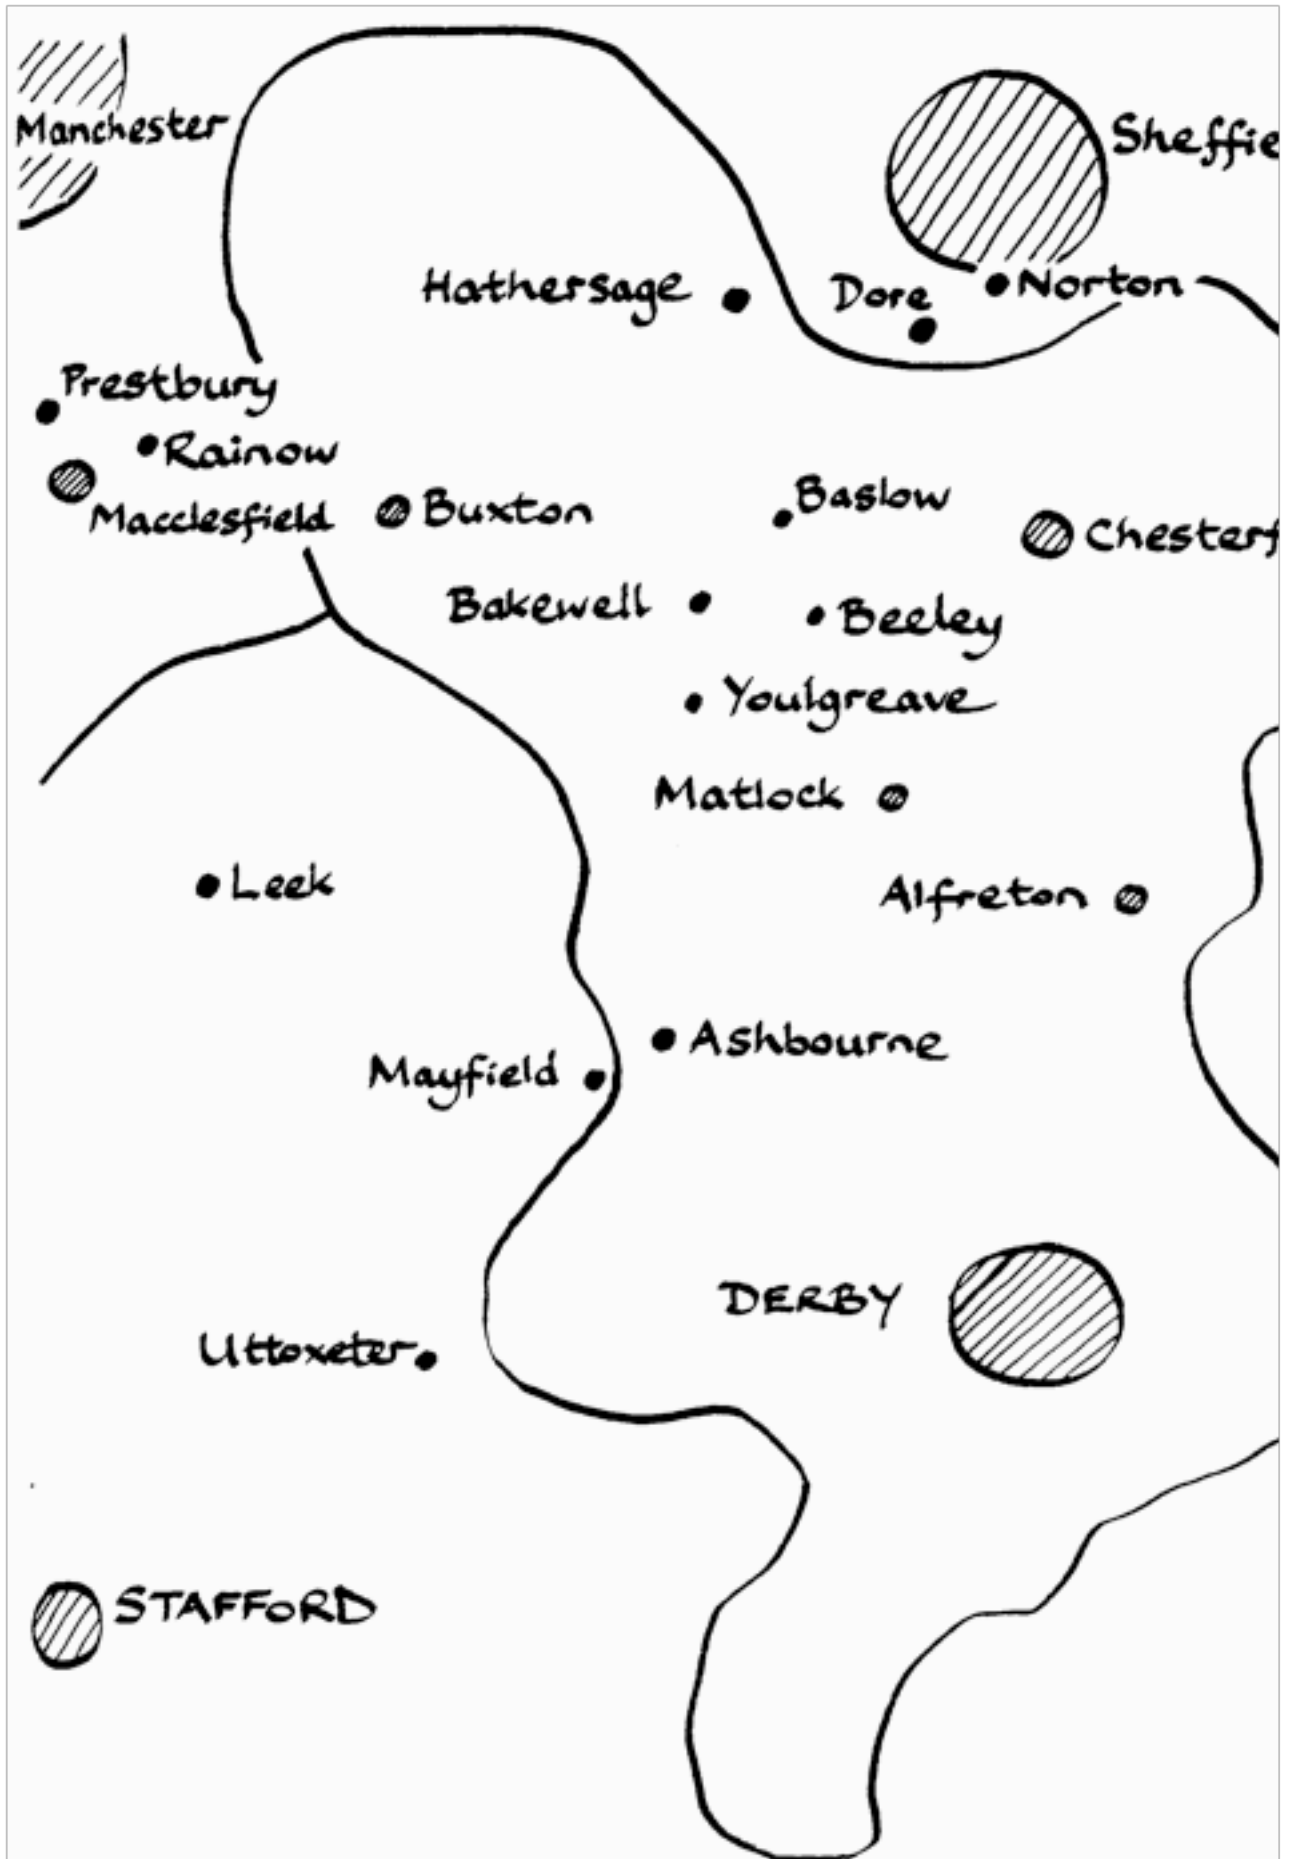 Manchester
Sheffie
Hathersage
Dore
Norton
Prestbury
Rainow
Macclesfield
Buxton
Baslow
Chesterf
Bakewell
Beeley
Youlgreave
Matlock
Leek
Alfreton
Ashbourne
Mayfield
DERBY
Uttoxeter
STAFFORD